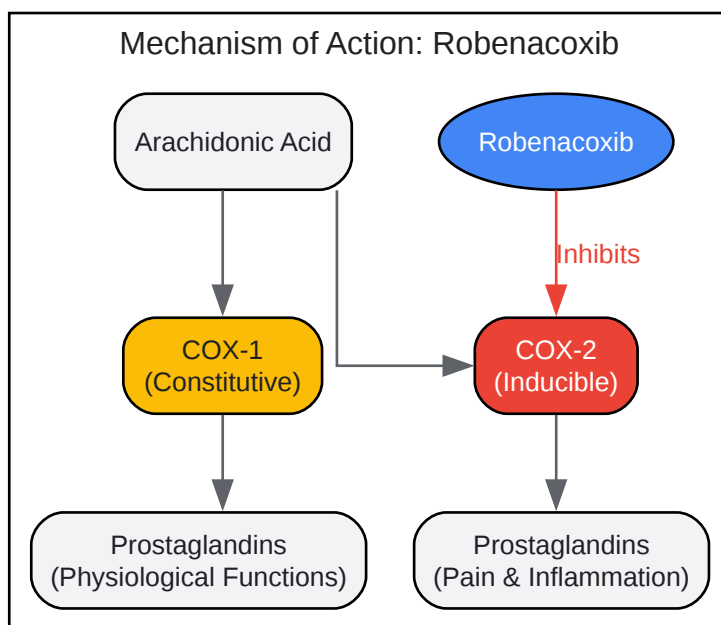 Mechanism of Action: Robenacoxib
Arachidonic Acid
Robenacoxib
Inhibits
COX-1
(Constitutive)
COX-2
(Inducible)
Prostaglandins
(Physiological Functions)
Prostaglandins
(Pain & Inflammation)